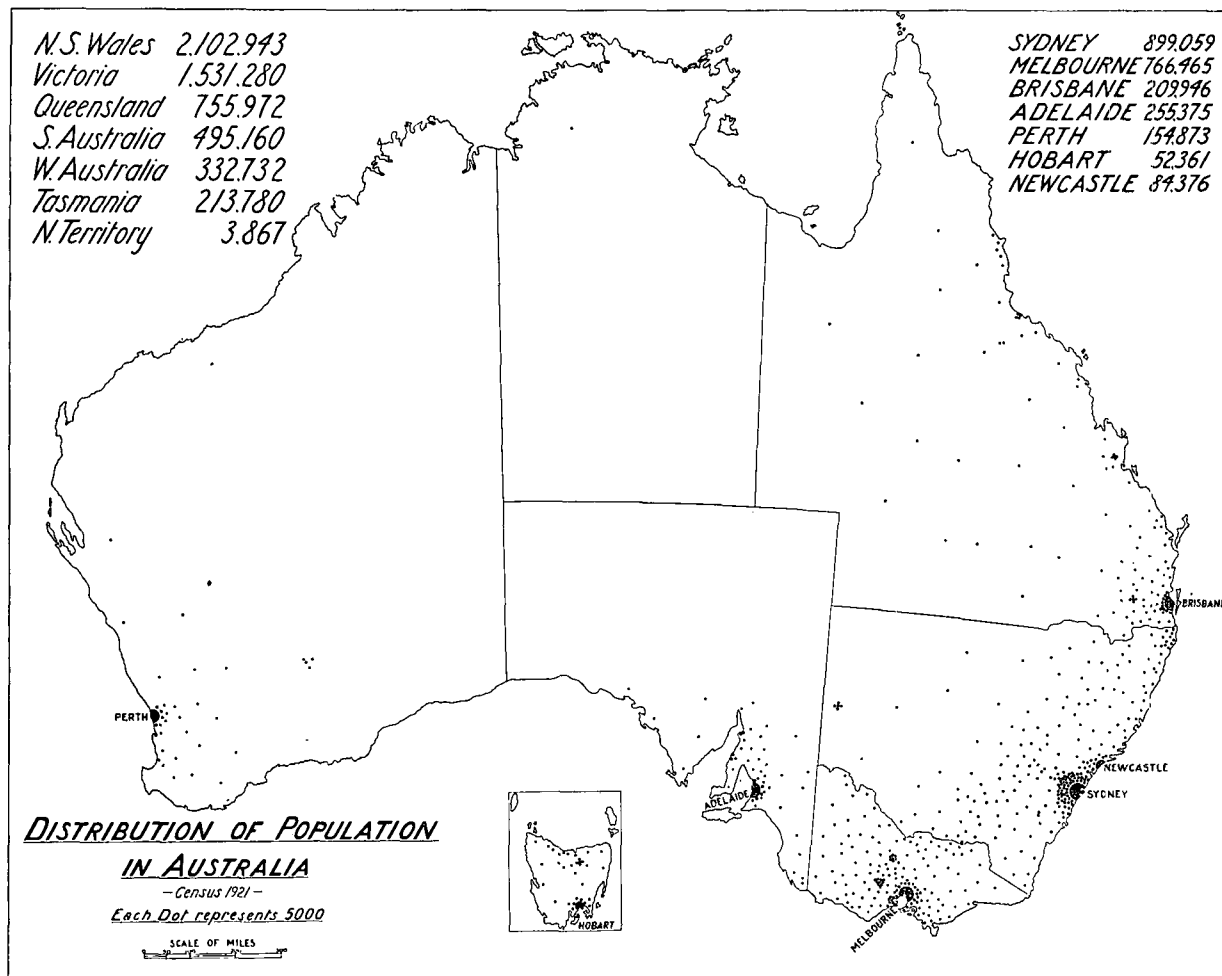 N.S. Wales 2.102.943
Victoria 1.531.280
Queensland 755.972
S. Australia 495.160
W. Australia 332.732
Tasmania 213.780
N. Territory 3.867
SYDNEY 899.059
MELBOURNE 766.465
BRISBANE 209.946
ADELAIDE 255.375
PERTH 154.873
HOBART 52.361
NEWCASTLE 84.376
BRISBANE
PERTH
NEWCASTLE
SYDNEY
ADELAIDE
MELBOURNE
HOBART
DISTRIBUTION OF POPULATION
IN AUSTRALIA
– Census 1921 –
Each Dot represents 5000
SCALE OF MILES